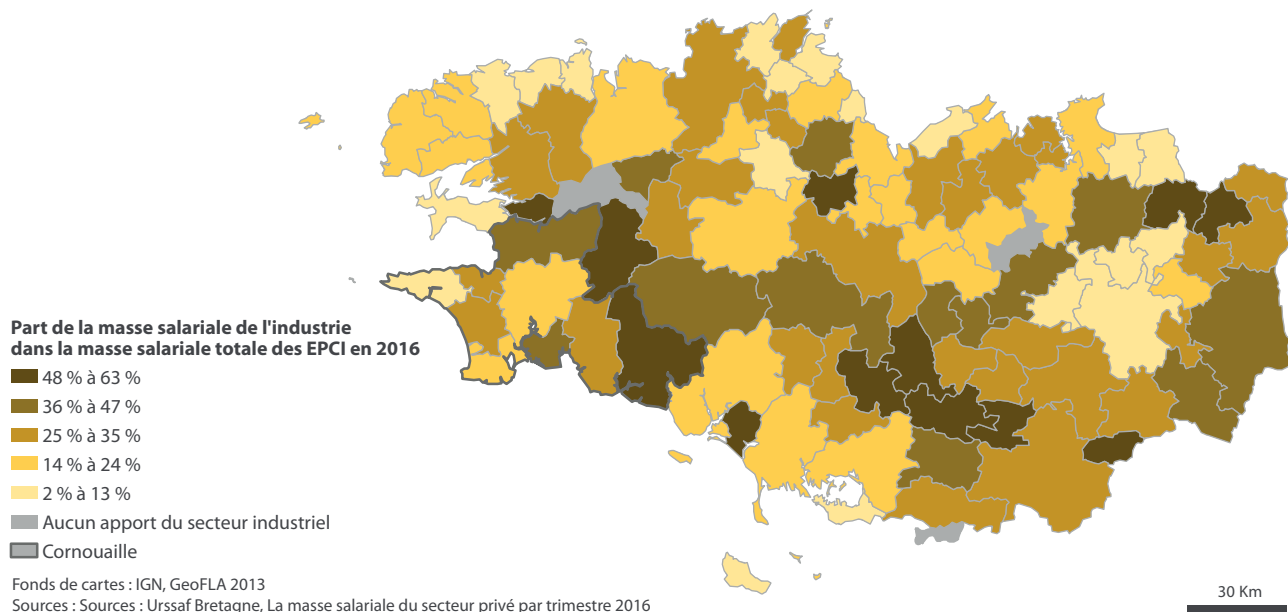 Part de la masse salariale de l'industrie
dans la masse salariale totale des EPCI en 2016
48 % à 63 %
36 % à 47 %
25 % à 35 %
14 % à 24 %
2 % à 13 %
Aucun apport du secteur industriel
Cornouaille
Fonds de cartes : IGN, GeoFLA 2013
Sources : Sources : Urssaf Bretagne, La masse salariale du secteur privé par trimestre 2016
30 Km